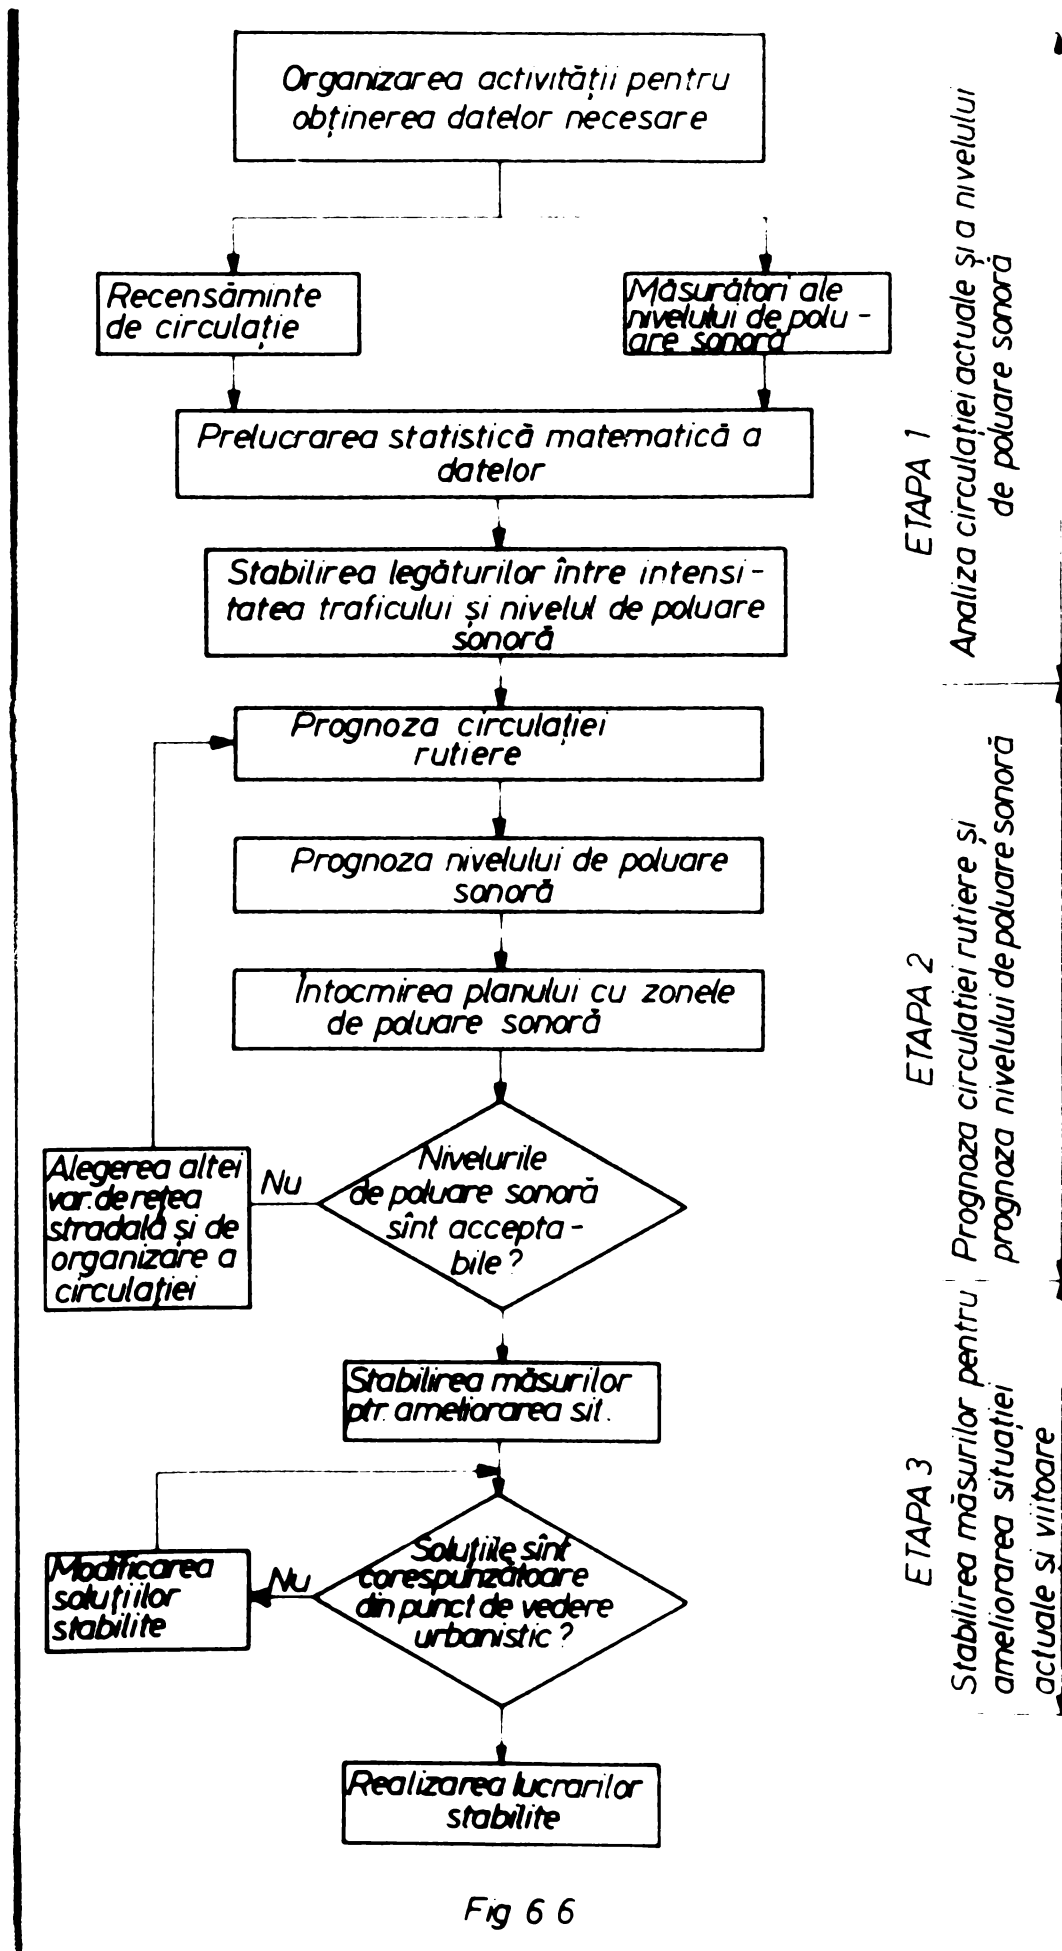 Organizarea activității pentru
obținerea datelor necesare
Recensăminte
de circulație
Măsurători ale
nivelului de polu -
are sonoră
Prelucrarea statistică matematică a
datelor
Stabilirea legăturilor între intensi -
tatea traficului și nivelul de poluare
sonoră
Prognoza circulației
rutiere
Prognoza nivelului de poluare
sonoră
Întocmirea planului cu zonele
de poluare sonoră
Nivelurile
de poluare sonoră
sînt accepta -
bile ?
Nu
Alegerea altei
var. de rețea
stradală și de
organizare a
circulației
Stabilirea măsurilor
ptr. ameliorarea sit.
Soluțiile sînt
corespunzătoare
din punct de vedere
urbanistic ?
Nu
Modificarea
soluțiilor
stabilite
Realizarea lucrarilor
stabilite
ETAPA 1
Analiza circulației actuale și a nivelului
de poluare sonoră
ETAPA 2
Prognoza circulatiei rutiere și
prognoza nivelului de poluare sonoră
ETAPA 3
Stabilirea măsurilor pentru
ameliorarea situației
actuale si viitoare
Fig 6 6